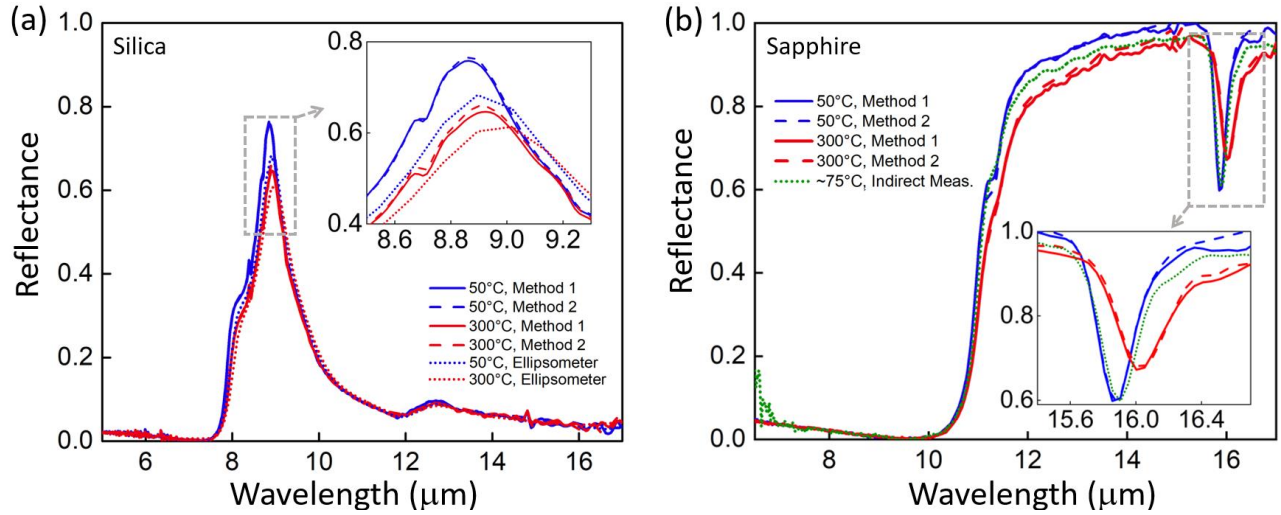 (a)
Silica
Reflectance
1.0
0.8
0.6
0.4
0.2
0.0
6
8
10
12
14
16
Wavelength (μm)
0.8
0.6
0.4
8.6
8.8
9.0
9.2
50°C, Method 1
50°C, Method 2
300°C, Method 1
300°C, Method 2
50°C, Ellipsometer
300°C, Ellipsometer
(b)
Sapphire
Reflectance
1.0
0.8
0.6
0.4
0.2
0.0
8
10
12
14
16
Wavelength (μm)
50°C, Method 1
50°C, Method 2
300°C, Method 1
300°C, Method 2
~75°C, Indirect Meas.
1.0
0.8
0.6
15.6
16.0
16.4